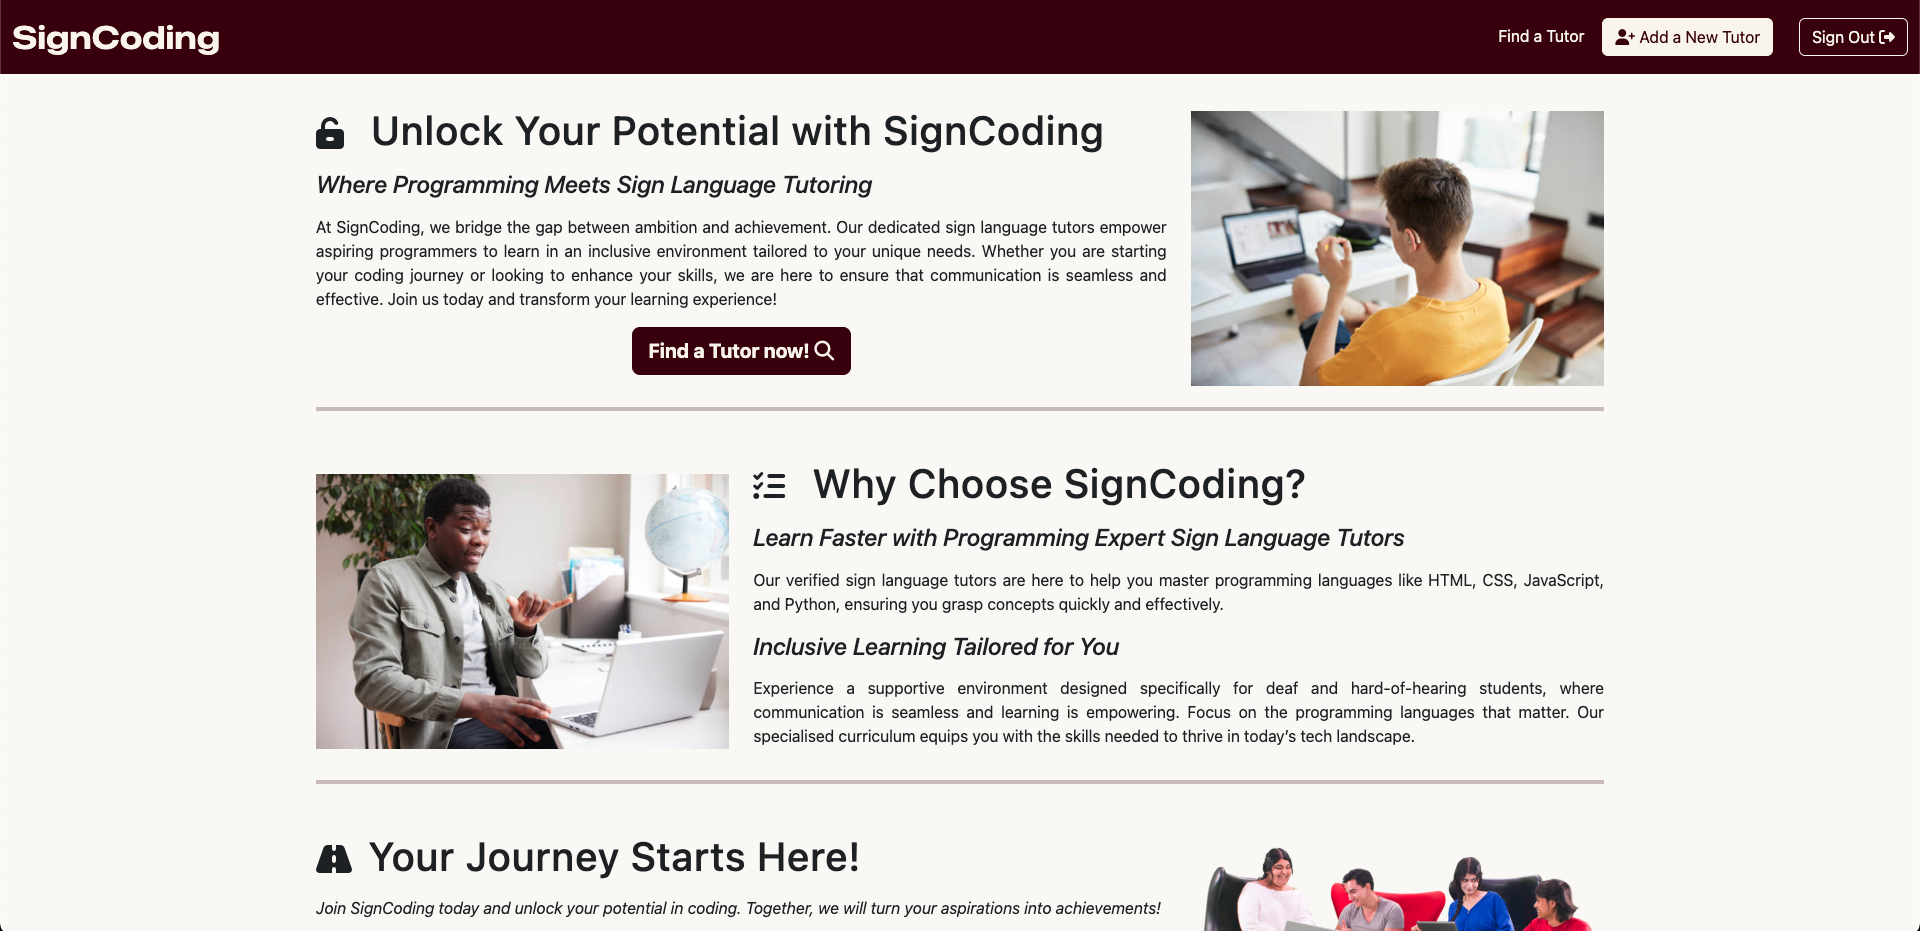 SignCoding
Find a Tutor
Add a New Tutor
Sign Out
Unlock Your Potential with SignCoding
Where Programming Meets Sign Language Tutoring
At SignCoding, we bridge the gap between ambition and achievement. Our dedicated sign language tutors empower
aspiring programmers to learn in an inclusive environment tailored to your unique needs. Whether you are starting
your coding journey or looking to enhance your skills, we are here to ensure that communication is seamless and
effective. Join us today and transform your learning experience!
Find a Tutor now!
Why Choose SignCoding?
Learn Faster with Programming Expert Sign Language Tutors
Our verified sign language tutors are here to help you master programming languages like HTML, CSS, JavaScript,
and Python, ensuring you grasp concepts quickly and effectively.
Inclusive Learning Tailored for You
Experience a supportive environment designed specifically for deaf and hard-of-hearing students, where
communication is seamless and learning is empowering. Focus on the programming languages that matter. Our
specialised curriculum equips you with the skills needed to thrive in today's tech landscape.
Your Journey Starts Here!
Join SignCoding today and unlock your potential in coding. Together, we will turn your aspirations into achievements!